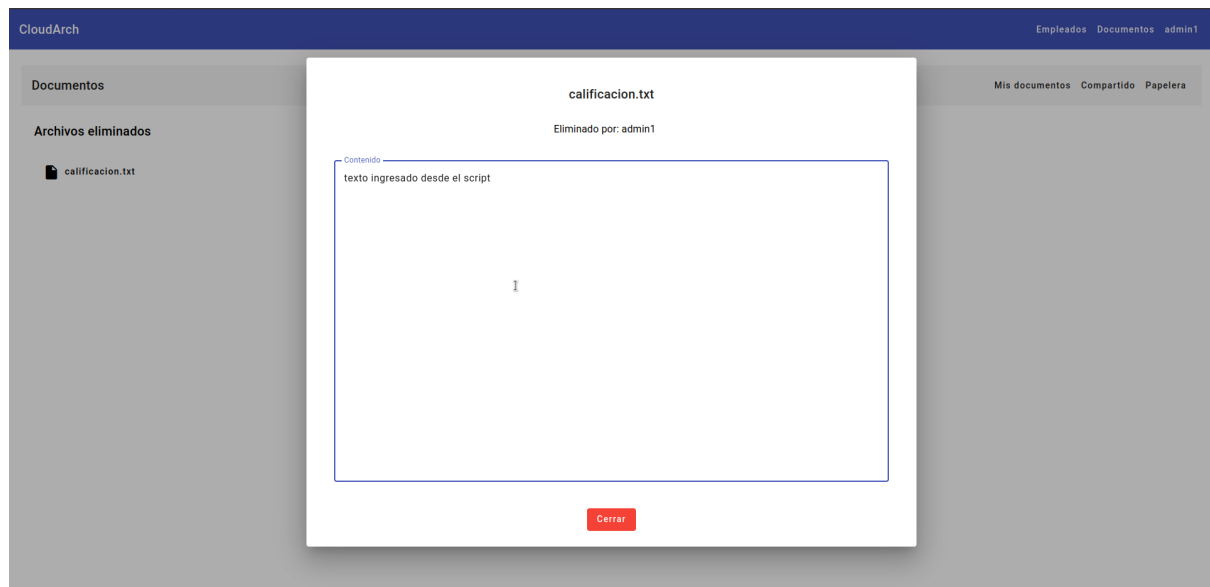 CloudArch
Empleados Documentos admin1
Documentos
Mis documentos Compartido Papelera
Archivos eliminados
calificacion.txt
calificacion.txt
Eliminado por: admin1
Contenido
texto ingresado desde el script
Cerrar